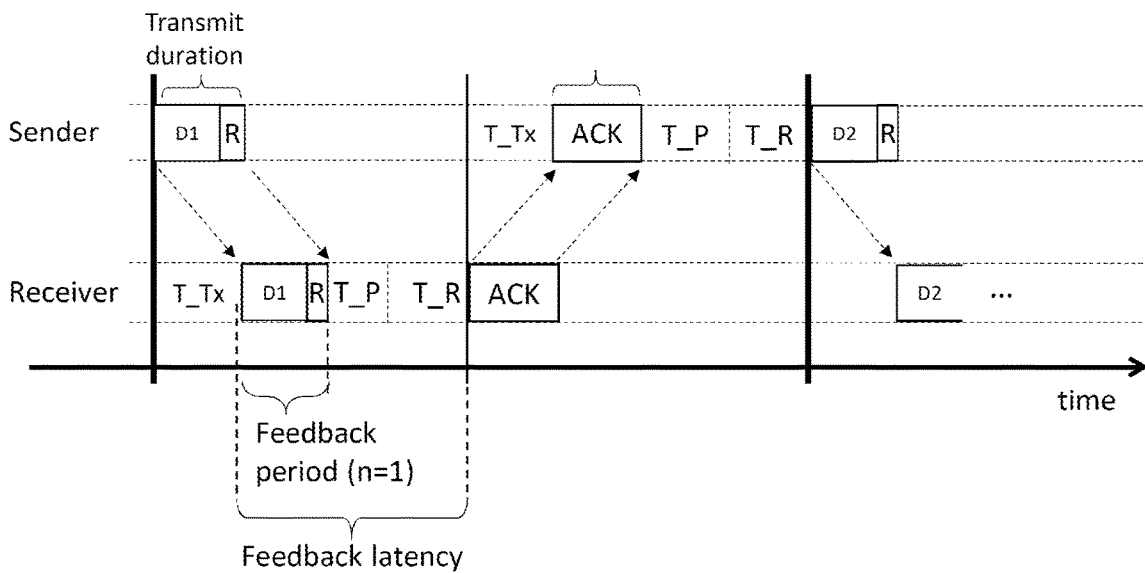 Transmit
duration
Sender D1 R T_Tx ACK T_P T_R D2 R
Receiver T_Tx D1 R T_P T_R ACK D2 ...
time
Feedback
period (n=1)
Feedback latency